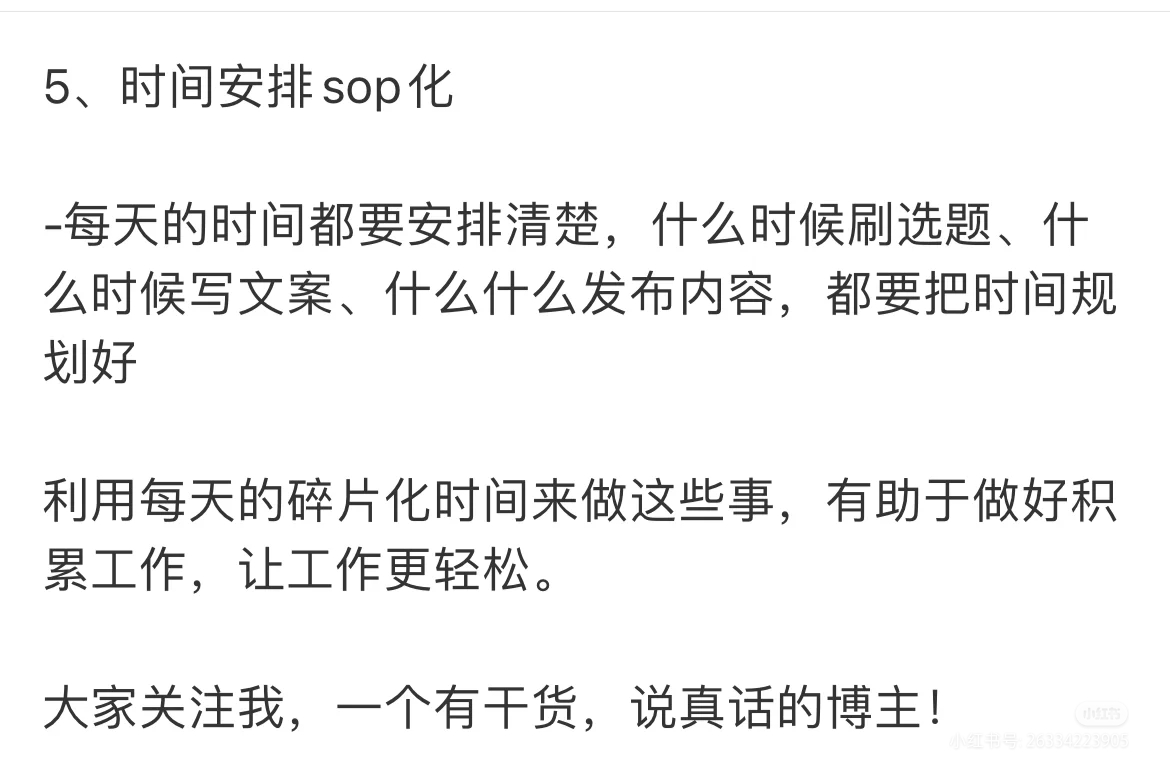 5、时间安排sop化
-每天的时间都要安排清楚，什么时候刷选题、什
么时候写文案、什么什么发布内容，都要把时间规
划好
利用每天的碎片化时间来做这些事，有助于做好积
累工作，让工作更轻松。
大家关注我，一个有干货，说真话的博主！
小红书
小红书号: 26334223905